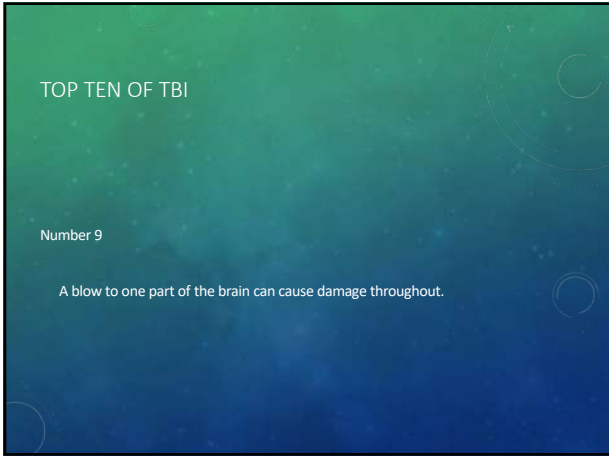 TOP TEN OF TBI
Number 9
A blow to one part of the brain can cause damage throughout.